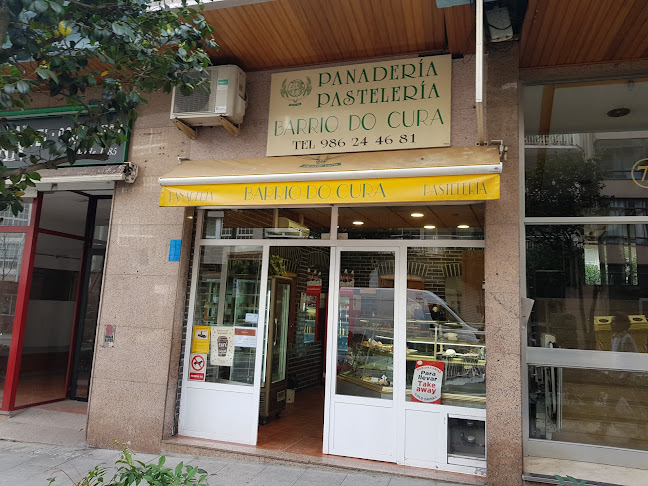 PANADERÍA
PASTELERÍA
BARRIO DO CURA
TEL 986 24 46 81
PANADERÍA BARRIO DO CURA PASTELERÍA
Para
llevar
Take
away